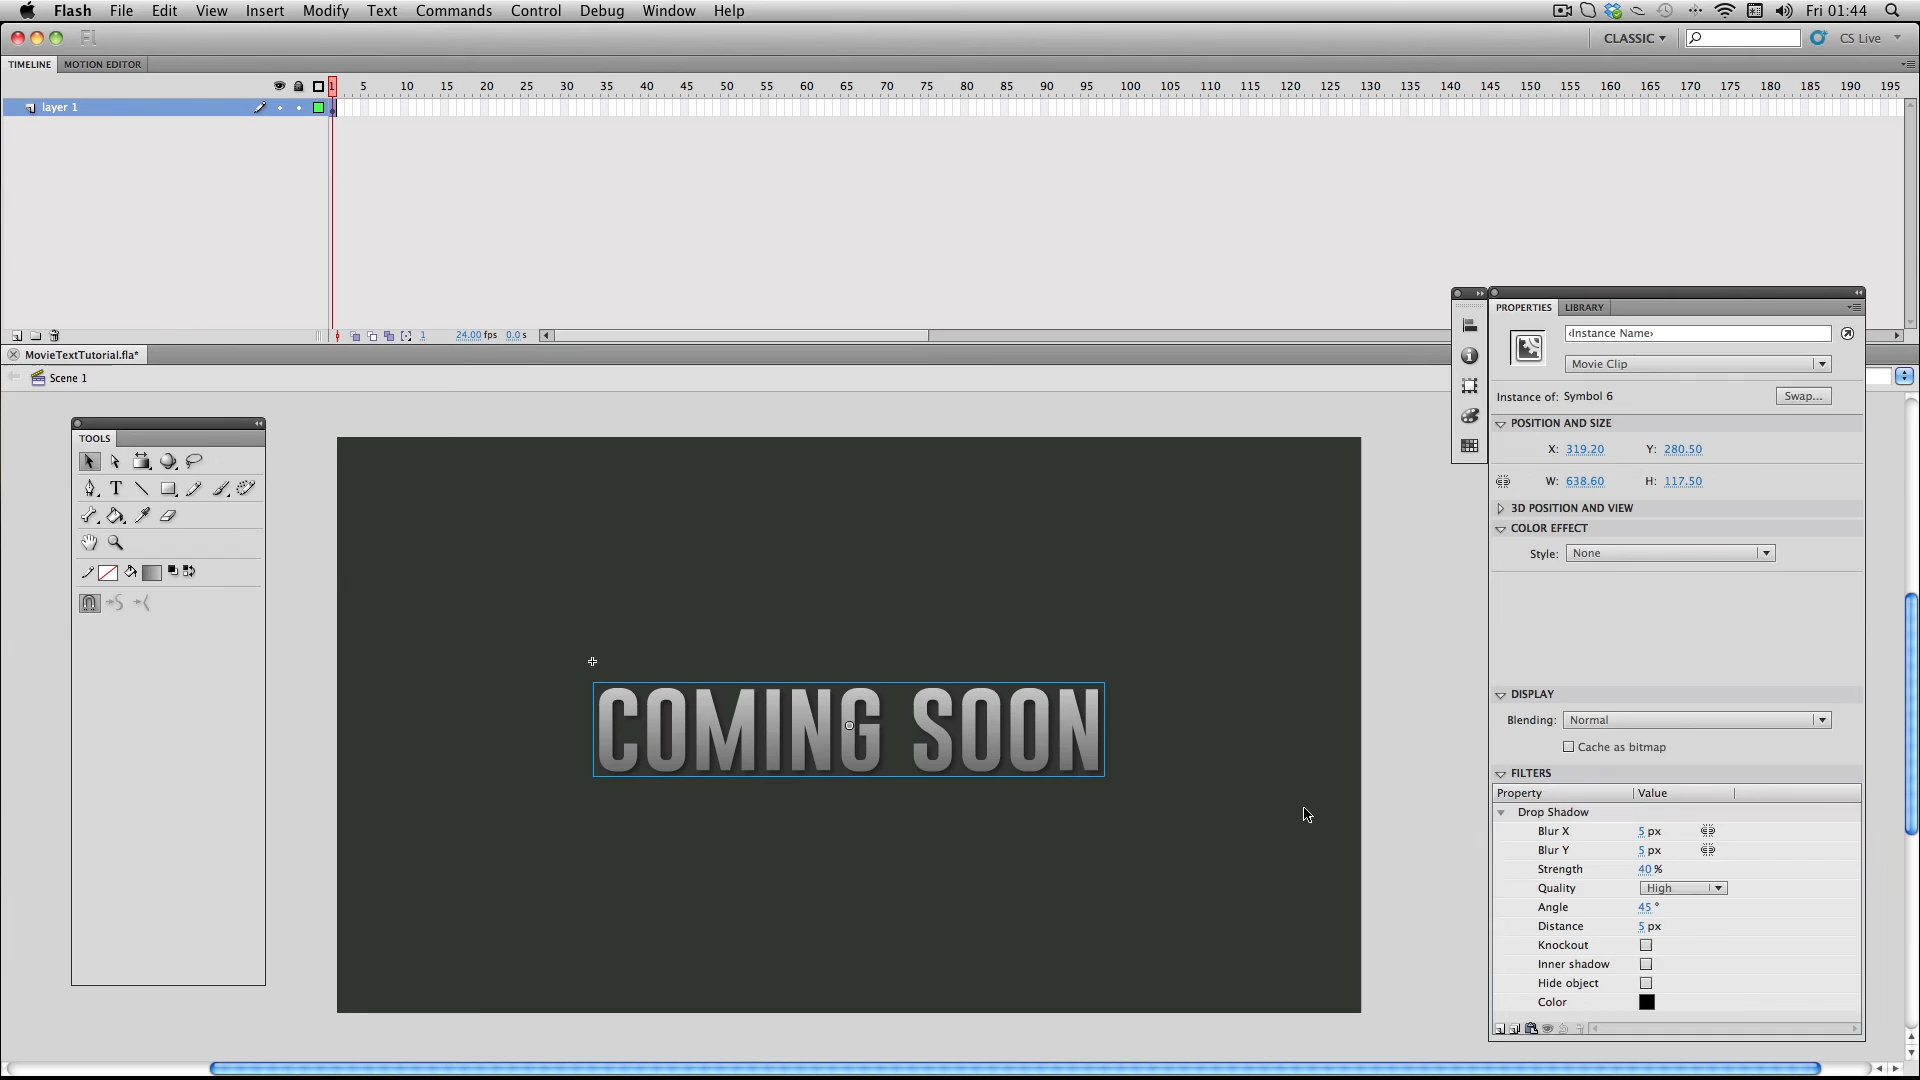 Flash File Edit View Insert Modify Text Commands Control Debug Window Help Fri 01:44
Fl CLASSIC CS Live
TIMELINE MOTION EDITOR
1 5 10 15 20 25 30 35 40 45 50 55 60 65 70 75 80 85 90 95 100 105 110 115 120 125 130 135 140 145 150 155 160 165 170 175 180 185 190 195
layer 1
1 24.00 fps 0.0 s
MovieTextTutorial.fla*
Scene 1
TOOLS
COMING SOON
PROPERTIES LIBRARY
<Instance Name>
Movie Clip
Instance of: Symbol 6 Swap...
POSITION AND SIZE
X: 319.20 Y: 280.50
W: 638.60 H: 117.50
3D POSITION AND VIEW
COLOR EFFECT
Style: None
DISPLAY
Blending: Normal
Cache as bitmap
FILTERS
Property Value
Drop Shadow
Blur X 5 px
Blur Y 5 px
Strength 40 %
Quality High
Angle 45 °
Distance 5 px
Knockout
Inner shadow
Hide object
Color